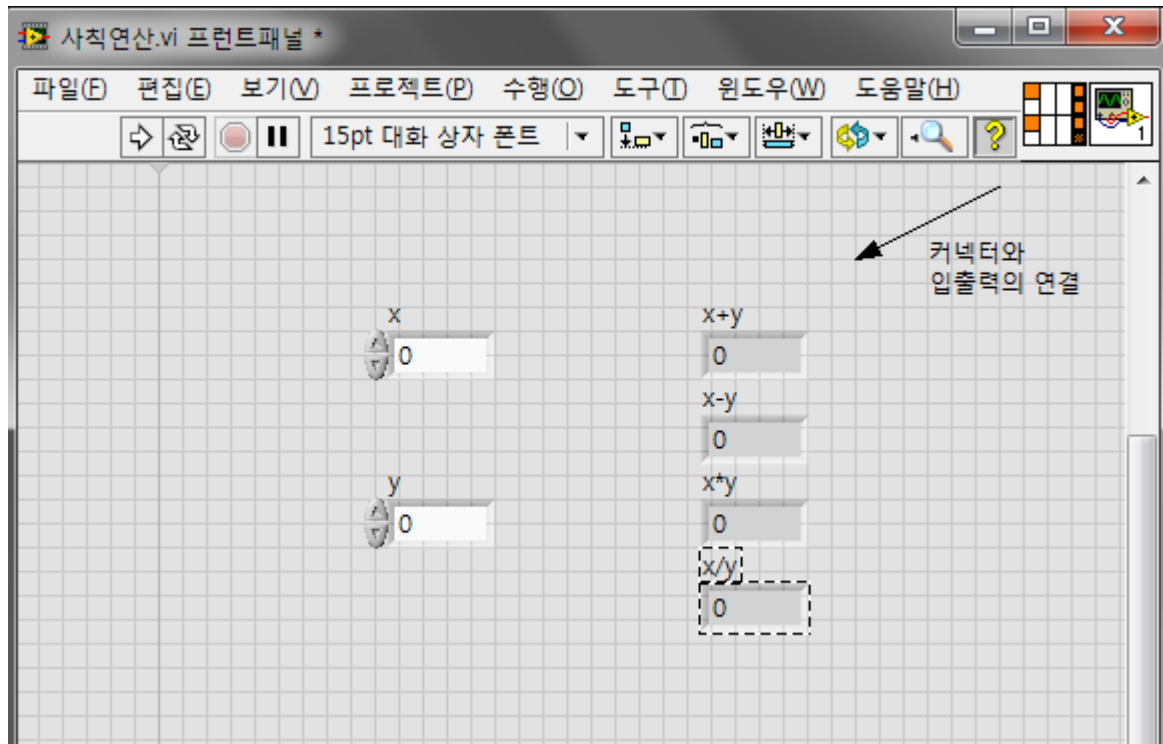 사칙연산.vi 프런트패널 *
파일(F) 편집(E) 보기(V) 프로젝트(P) 수행(O) 도구(T) 윈도우(W) 도움말(H)
15pt 대화 상자 폰트
1
커넥터와
입출력의 연결
x
0
x+y
0
x-y
0
y
0
x*y
0
x/y
0